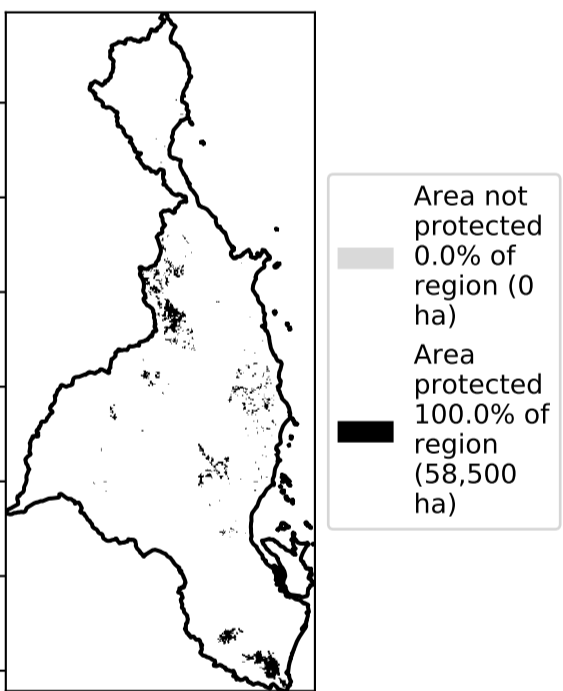 Area not
protected
0.0% of
region (0
ha)
Area
protected
100.0% of
region
(58,500
ha)